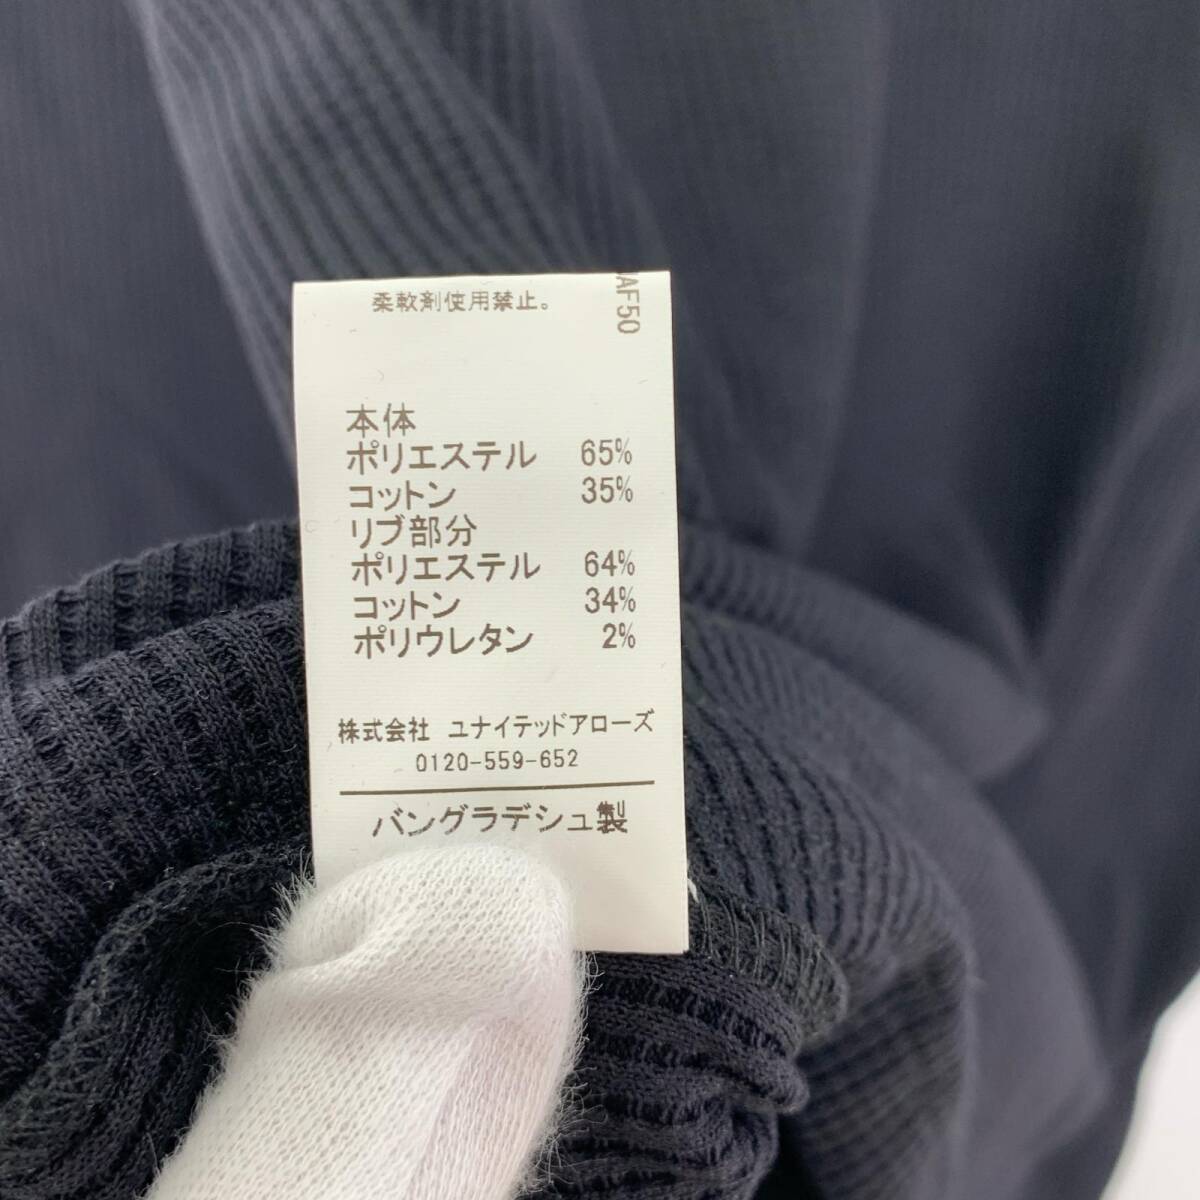 柔軟剤使用禁止。
AF50
本体
ポリエステル 65%
コットン 35%
リブ部分
ポリエステル 64%
コットン 34%
ポリウレタン 2%
株式会社 ユナイテッドアローズ
0120-559-652
バングラデシュ製